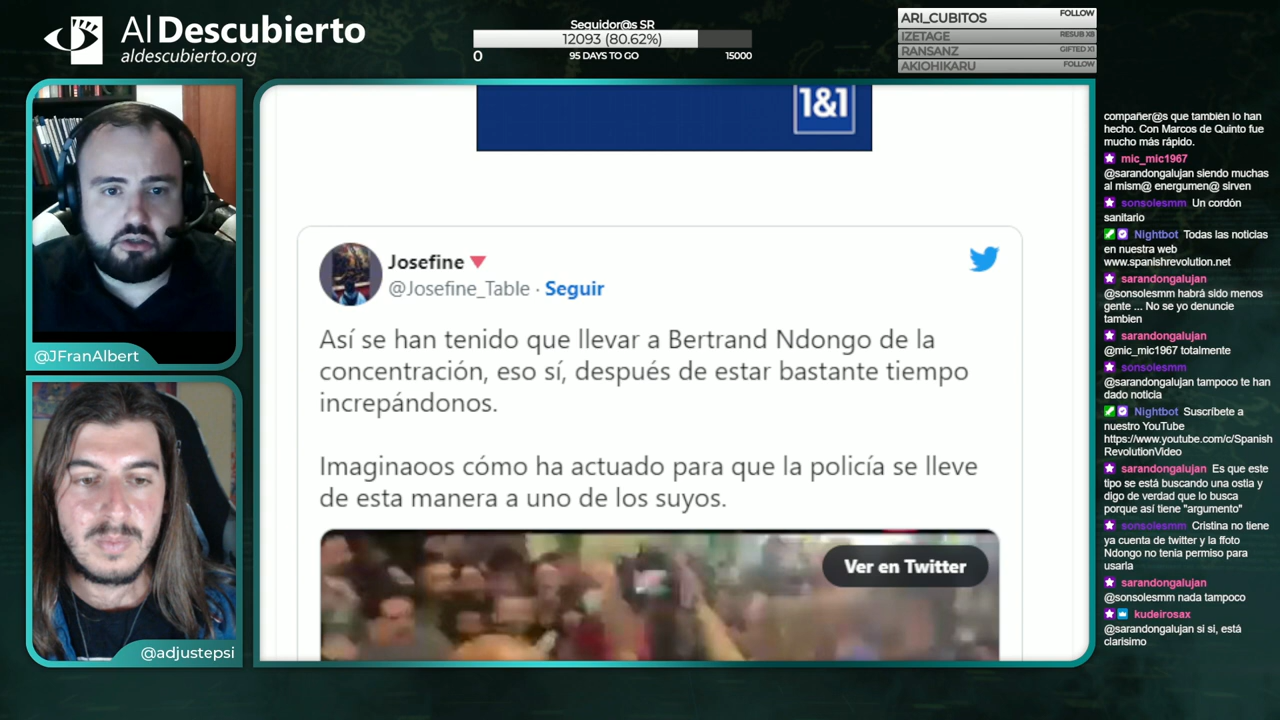 Al Descubierto
aldescubierto.org
Seguidor@s SR
12093 (80.62%)
0
95 DAYS TO GO
15000
ARI_CUBITOS FOLLOW
IZETAGE RESUB X8
RANSANZ GIFTED X1
AKIOHIKARU FOLLOW
@JFranAlbert
@adjustepsi
1&1
Josefine
@Josefine_Table · Seguir
Así se han tenido que llevar a Bertrand Ndongo de la
concentración, eso sí, después de estar bastante tiempo
increpándonos.
Imaginaos cómo ha actuado para que la policía se lleve
de esta manera a uno de los suyos.
Ver en Twitter
compañer@s que también lo han
hecho. Con Marcos de Quinto fue
mucho más rápido.
mic_mic1967
@sarandongalujan siendo muchas
al mism@ energumen@ sirven
sonsolesmm Un cordón
sanitario
Nightbot Todas las noticias
en nuestra web
www.spanishrevolution.net
sarandongalujan
@sonsolesmm habrá sido menos
gente ... No se yo denuncie
tambien
sarandongalujan
@mic_mic1967 totalmente
sonsolesmm
@sarandongalujan tampoco te han
dado noticia
Nightbot Suscríbete a
nuestro YouTube
https://www.youtube.com/c/Spanish
RevolutionVideo
sarandongalujan Es que este
tipo se está buscando una ostia y
digo de verdad que lo busca
porque así tiene "argumento"
sonsolesmm Cristina no tiene
ya cuenta de twitter y la ffoto
Ndongo no tenia permiso para
usarla
sarandongalujan
@sonsolesmm nada tampoco
kudeirosax
@sarandongalujan si si, está
clarisimo